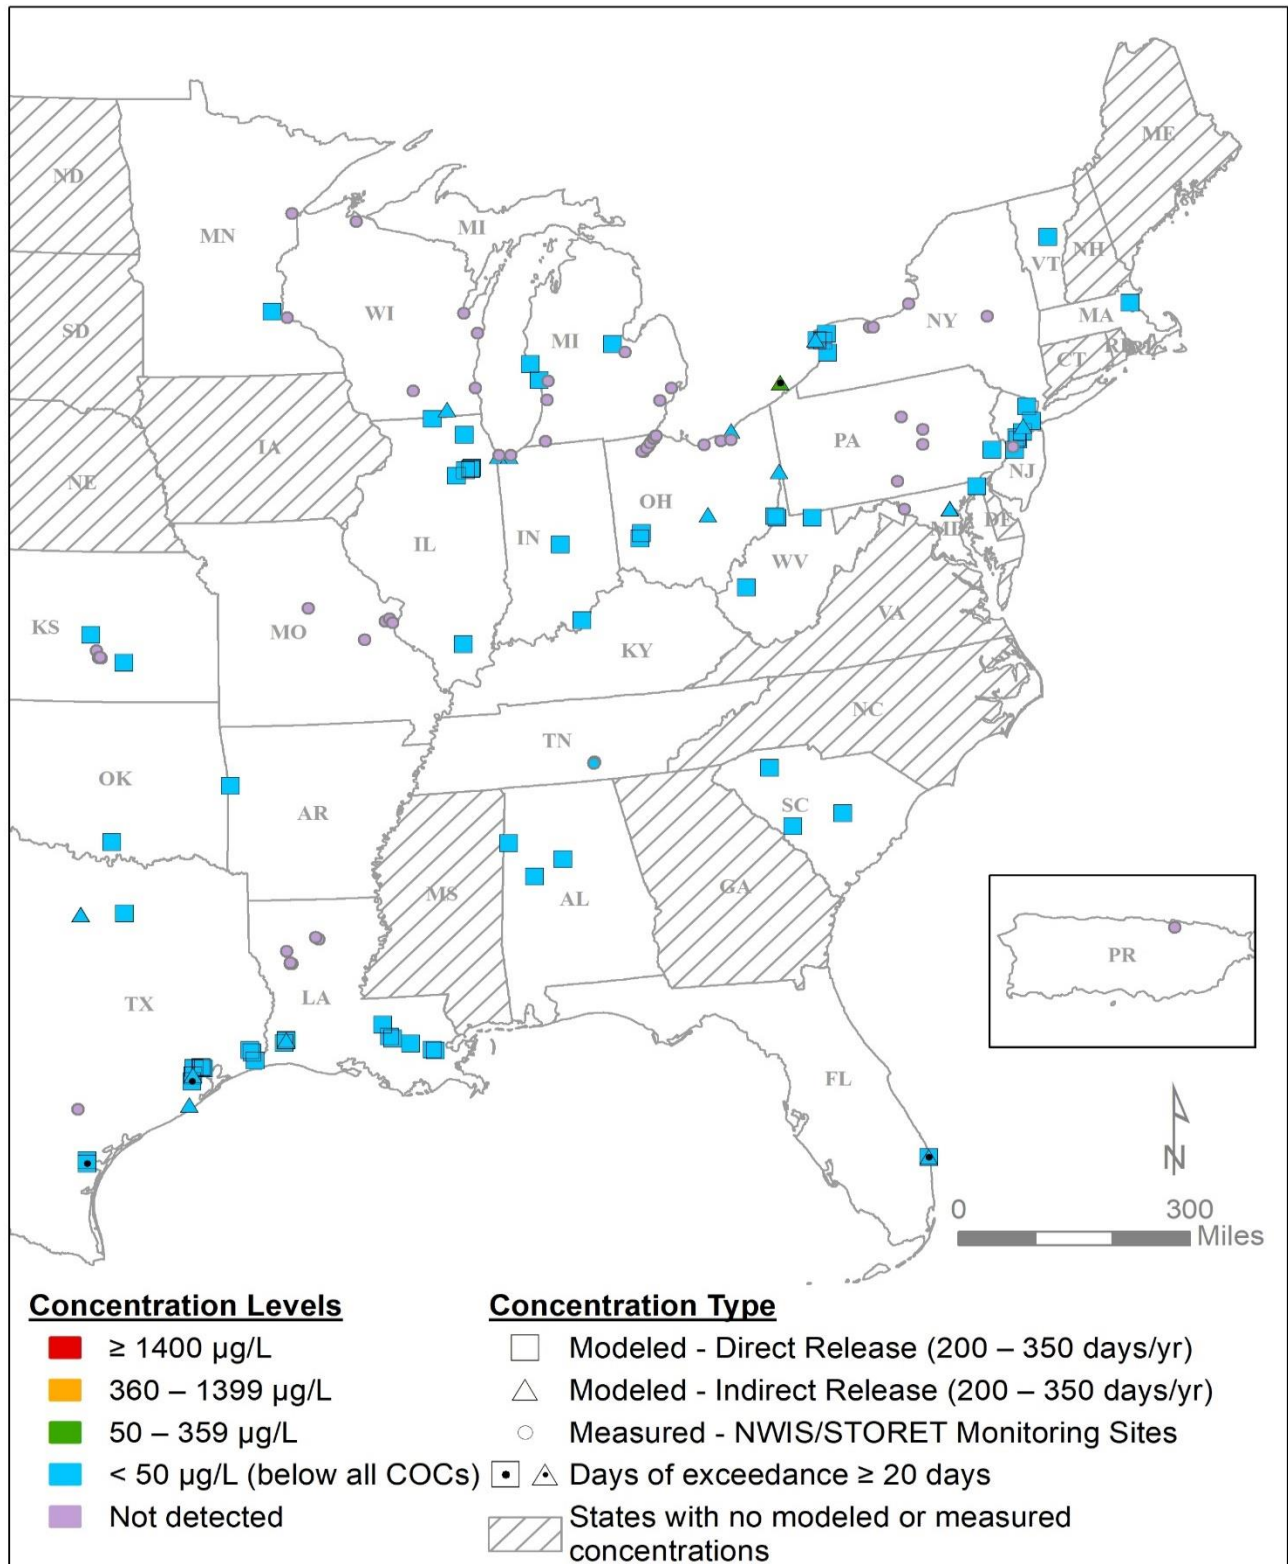 ME
ND
MN
MI
VT
NH
WI
NY
MA
SD
MI
CT
RI
IA
PA
NE
NJ
OH
IL
IN
MD
DE
WV
KS
MO
VA
KY
NC
TN
OK
AR
SC
MS
AL
GA
PR
TX
LA
FL
N
0 300
Miles
Concentration Levels
≥ 1400 µg/L
360 – 1399 µg/L
50 – 359 µg/L
< 50 µg/L (below all COCs)
Not detected
Concentration Type
Modeled - Direct Release (200 – 350 days/yr)
Modeled - Indirect Release (200 – 350 days/yr)
Measured - NWIS/STORET Monitoring Sites
Days of exceedance ≥ 20 days
States with no modeled or measured
concentrations